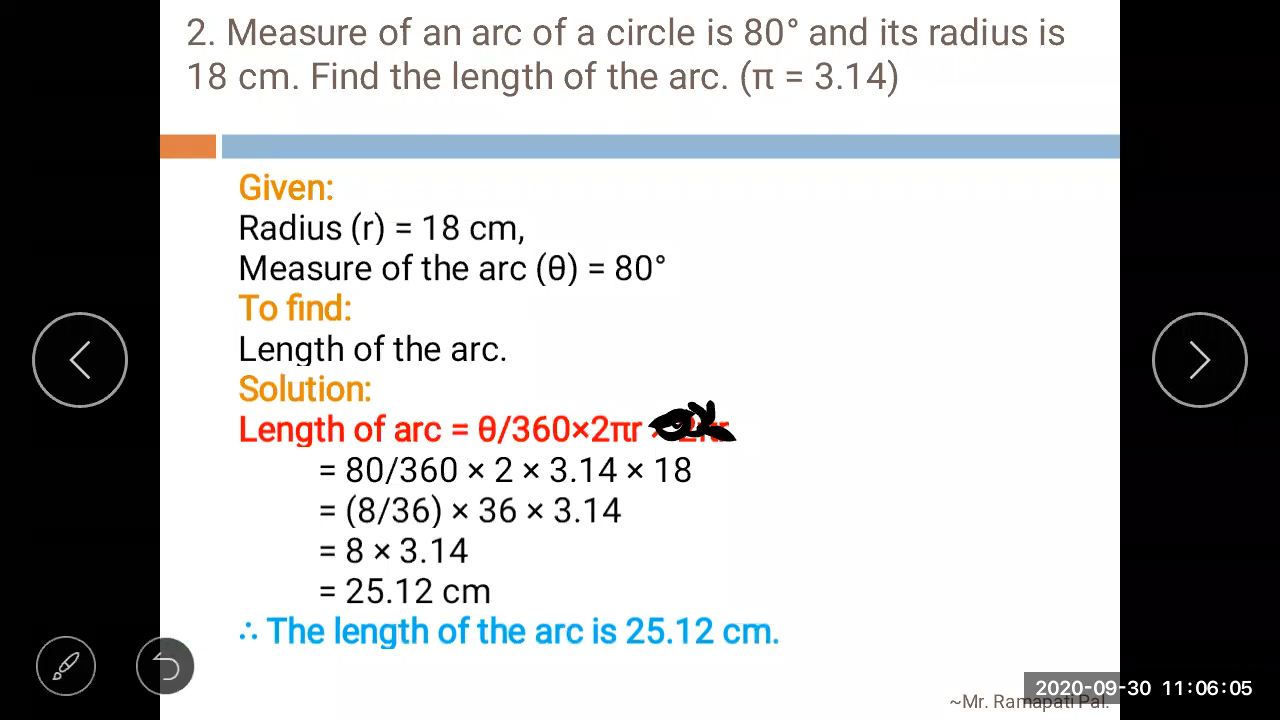 2. Measure of an arc of a circle is 80° and its radius is
18 cm. Find the length of the arc. (π = 3.14)
Given:
Radius (r) = 18 cm,
Measure of the arc (θ) = 80°
To find:
Length of the arc.
Solution:
Length of arc = θ/360×2πr
= 80/360 × 2 × 3.14 × 18
= (8/36) × 36 × 3.14
= 8 × 3.14
= 25.12 cm
∴ The length of the arc is 25.12 cm.
2020-09-30 11:06:05
~Mr. Ramapati Pal.